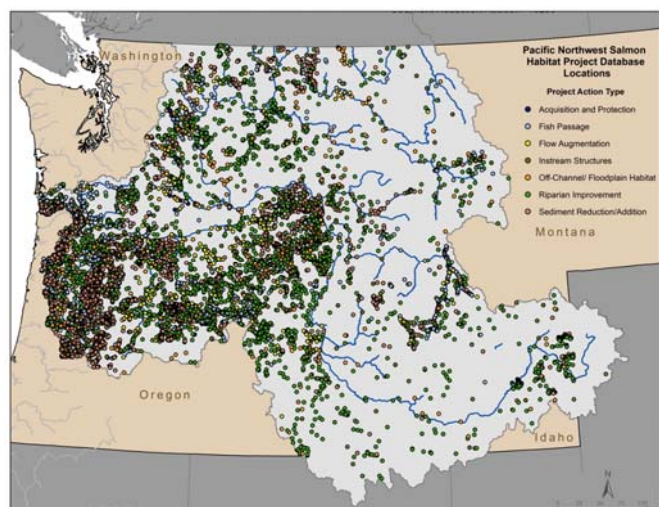 Washington
Pacific Northwest Salmon
Habitat Project Database
Locations
Project Action Type
Acquisition and Protection
Fish Passage
Flow Augmentation
Instream Structures
Off-Channel/ Floodplain Habitat
Riparian Improvement
Sediment Reduction/Addition
Montana
Oregon
Idaho
N